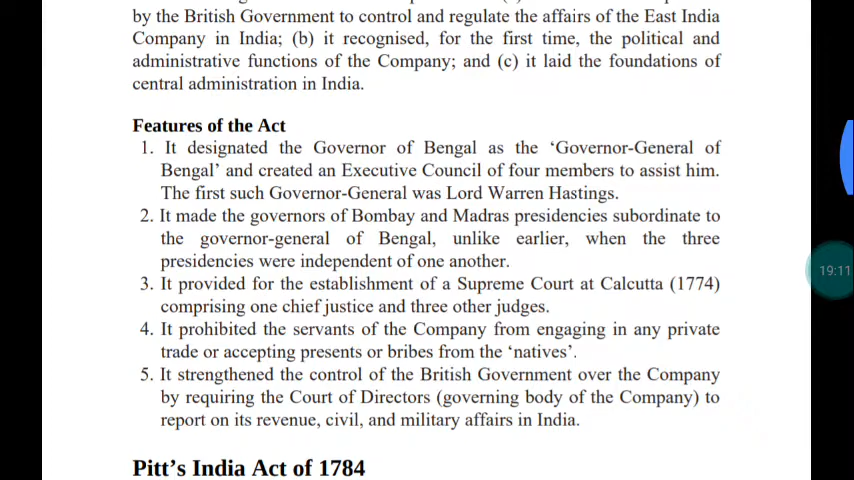 by the British Government to control and regulate the affairs of the East India
Company in India; (b) it recognised, for the first time, the political and
administrative functions of the Company; and (c) it laid the foundations of
central administration in India.
Features of the Act
1. It designated the Governor of Bengal as the ‘Governor-General of
Bengal’ and created an Executive Council of four members to assist him.
The first such Governor-General was Lord Warren Hastings.
2. It made the governors of Bombay and Madras presidencies subordinate to
the governor-general of Bengal, unlike earlier, when the three
presidencies were independent of one another.
3. It provided for the establishment of a Supreme Court at Calcutta (1774)
comprising one chief justice and three other judges.
4. It prohibited the servants of the Company from engaging in any private
trade or accepting presents or bribes from the ‘natives’.
5. It strengthened the control of the British Government over the Company
by requiring the Court of Directors (governing body of the Company) to
report on its revenue, civil, and military affairs in India.
Pitt’s India Act of 1784
19:11